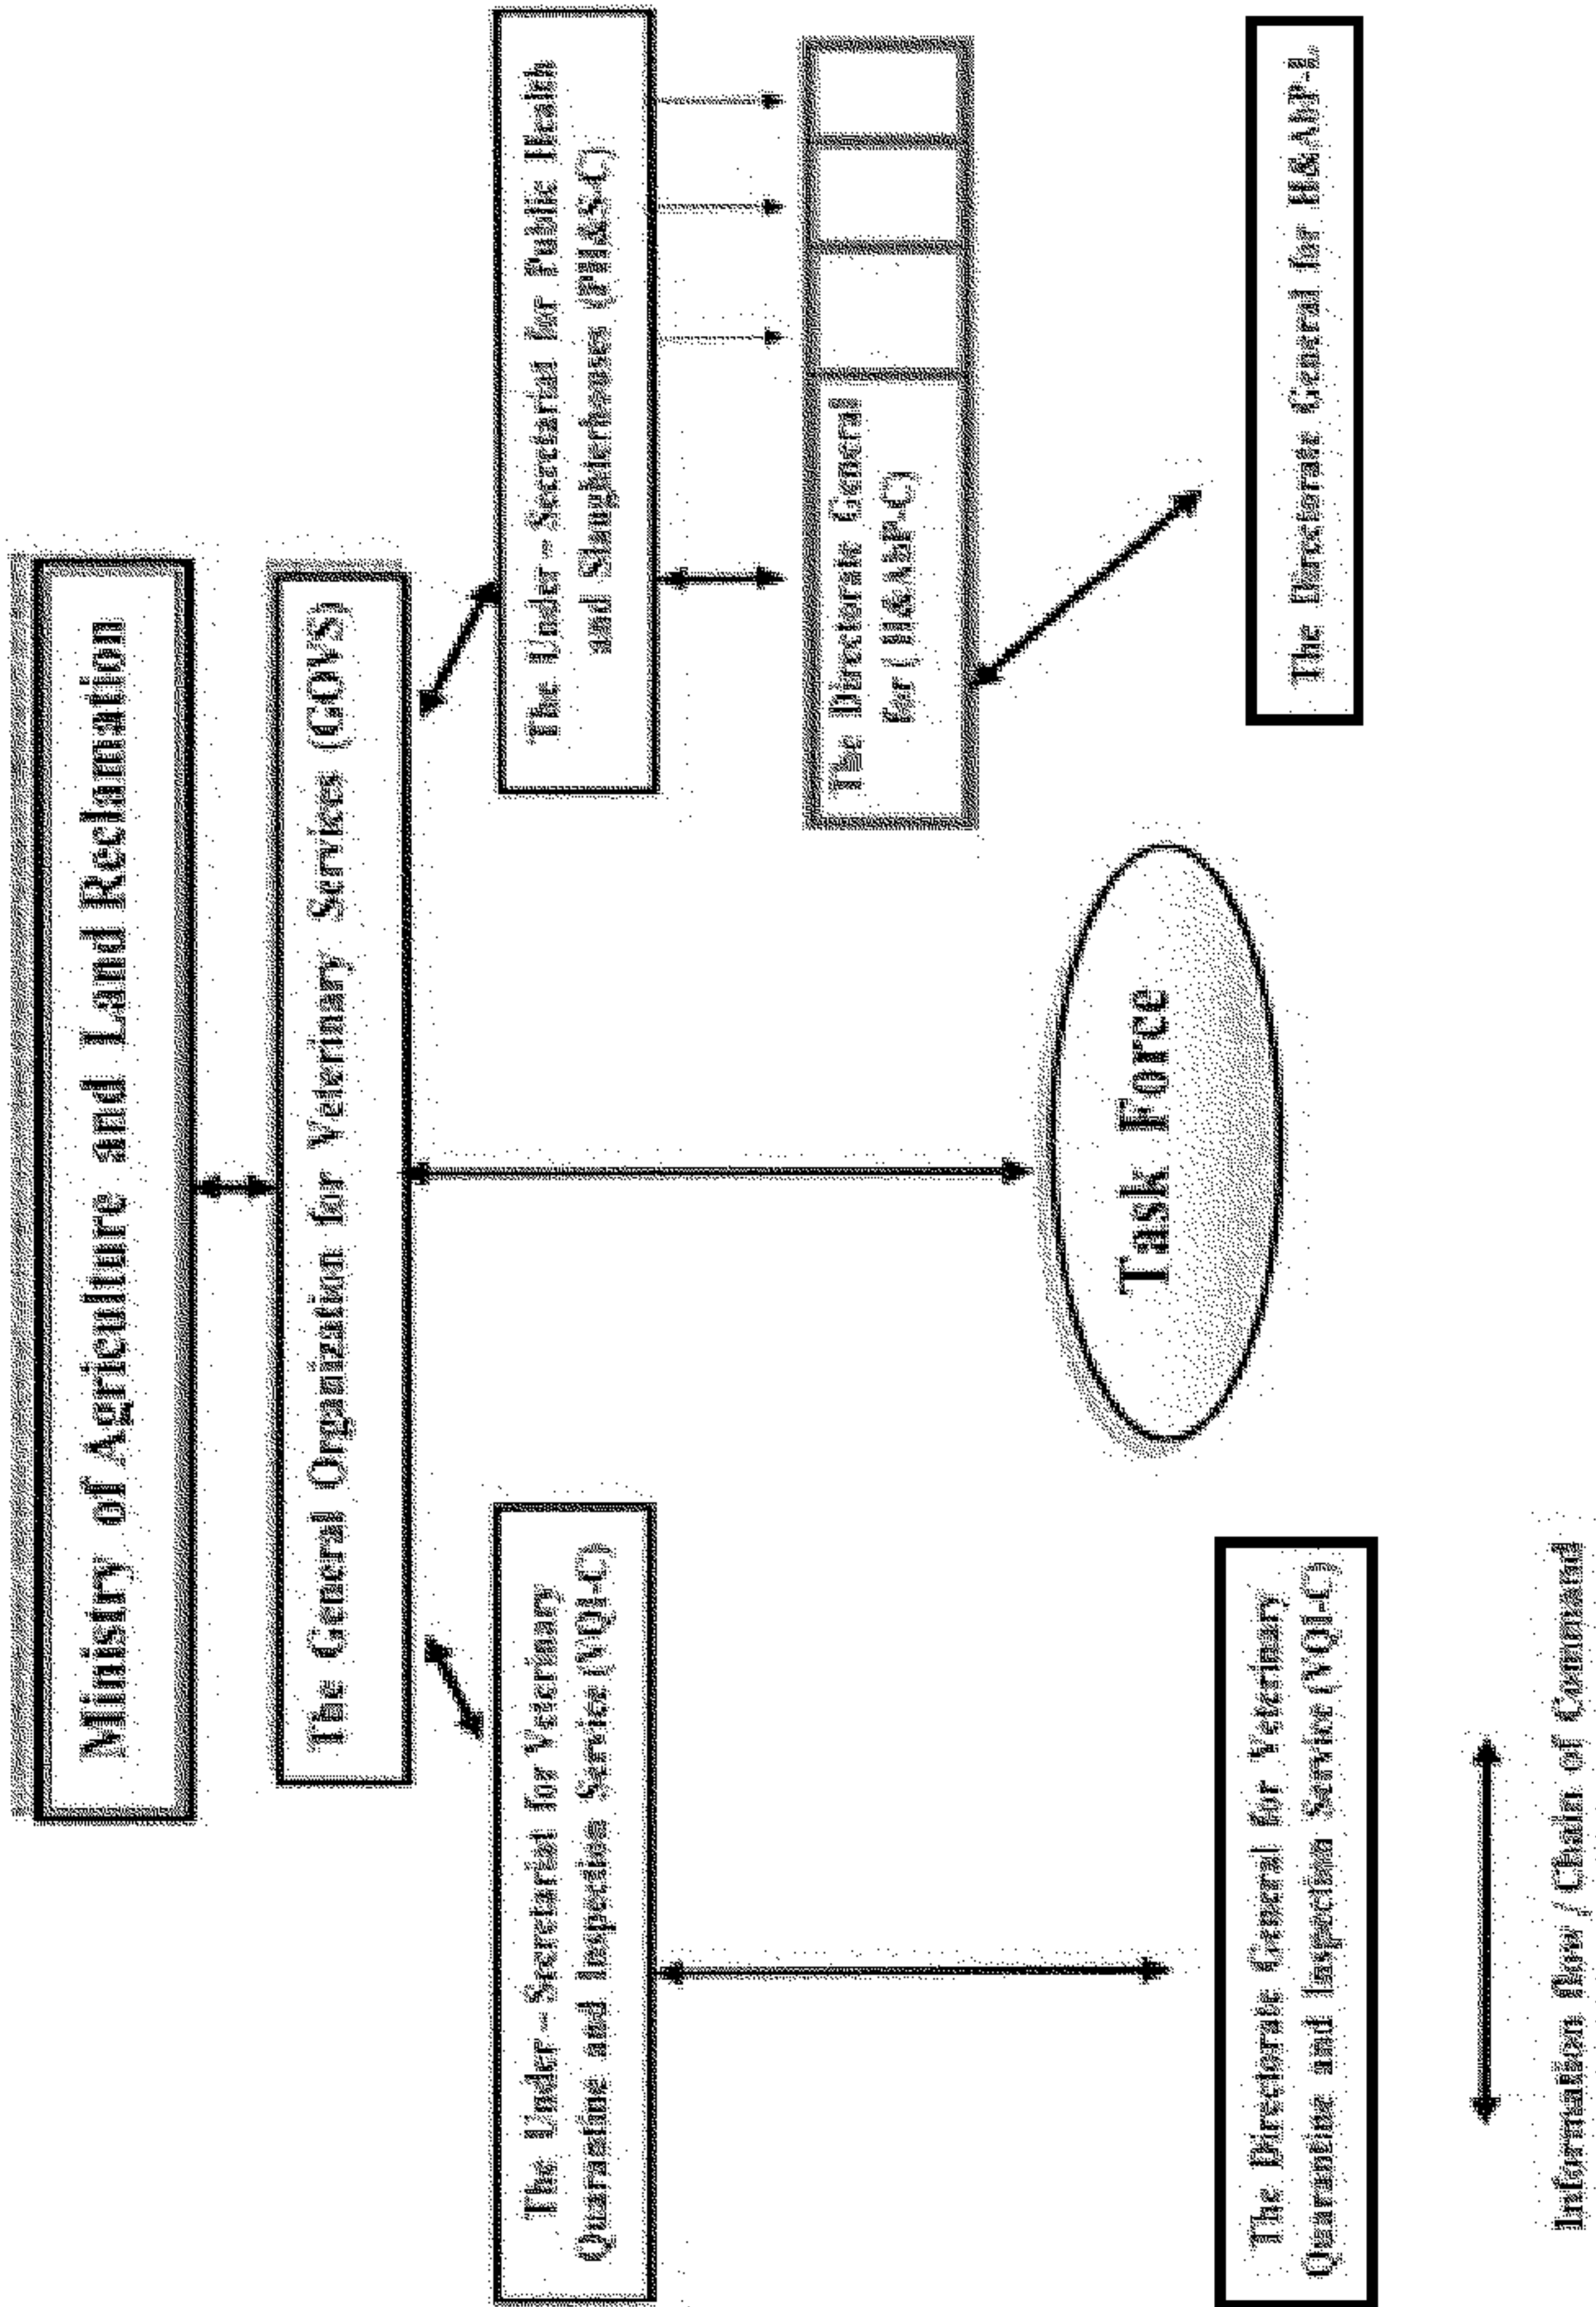 Ministry of Agriculture and Land Reclamation
The General Organization for Veterinary Services (GOVS)
The Under-Secretariat for Veterinary
Quarantine and Inspection Service (VQI-C)
The Under-Secretariat for Public Health
and Slaughterhouses (PH&S-C)
The Directorate General
for ( H&AbP-C)
Task Force
The Directorate General for Veterinary
Quarantine and Inspection Service (VQI-C)
The Directorate General for H&AbP-L
Information flow / Chain of Command